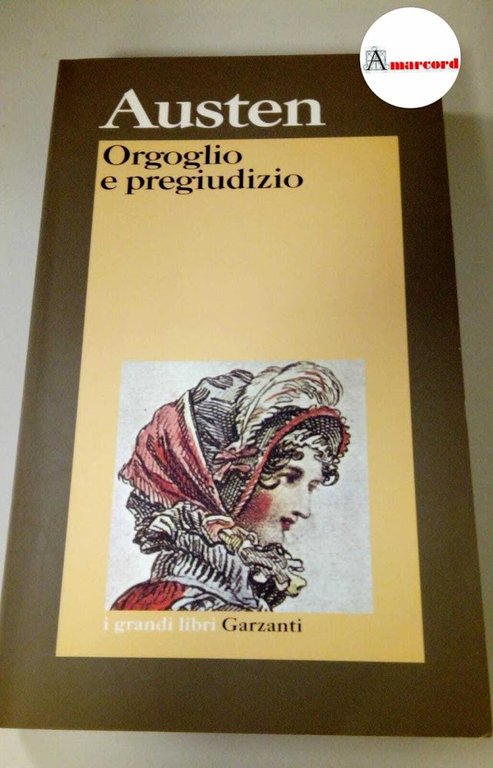 Amarcord
Austen
Orgoglio
e pregiudizio
i grandi libri Garzanti